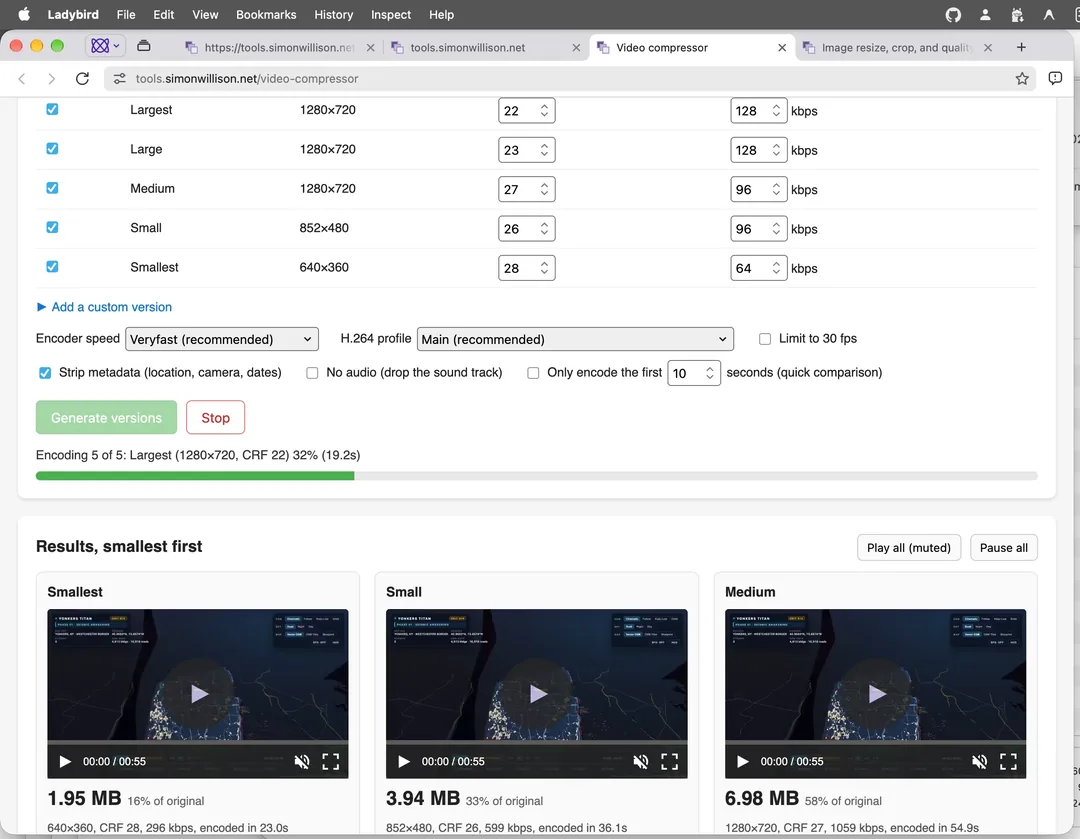 Ladybird File Edit View Bookmarks History Inspect Help
https://tools.simonwillison.net tools.simonwillison.net Video compressor Image resize, crop, and quality
tools.simonwillison.net/video-compressor
Largest 1280×720 22 128 kbps
Large 1280×720 23 128 kbps
Medium 1280×720 27 96 kbps
Small 852×480 26 96 kbps
Smallest 640×360 28 64 kbps
▶ Add a custom version
Encoder speed Veryfast (recommended) H.264 profile Main (recommended) Limit to 30 fps
Strip metadata (location, camera, dates) No audio (drop the sound track) Only encode the first 10 seconds (quick comparison)
Generate versions Stop
Encoding 5 of 5: Largest (1280×720, CRF 22) 32% (19.2s)
Results, smallest first Play all (muted) Pause all
Smallest Small Medium
YONKERS TITAN YONKERS TITAN YONKERS TITAN
00:00 / 00:55 00:00 / 00:55 00:00 / 00:55
1.95 MB 16% of original 3.94 MB 33% of original 6.98 MB 58% of original
640×360, CRF 28, 296 kbps, encoded in 23.0s 852×480, CRF 26, 599 kbps, encoded in 36.1s 1280×720, CRF 27, 1059 kbps, encoded in 54.9s